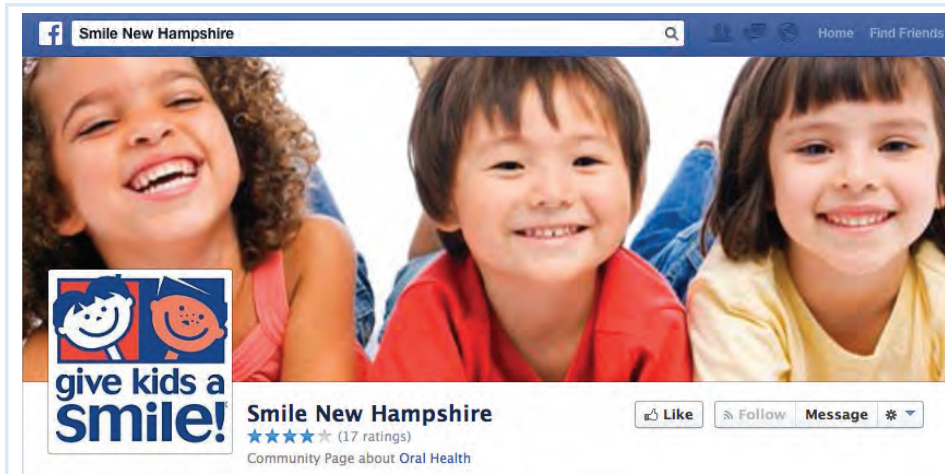 Smile New Hampshire
Home Find Friends
give kids a
smile!
Smile New Hampshire
(17 ratings)
Community Page about Oral Health
Like
Follow
Message